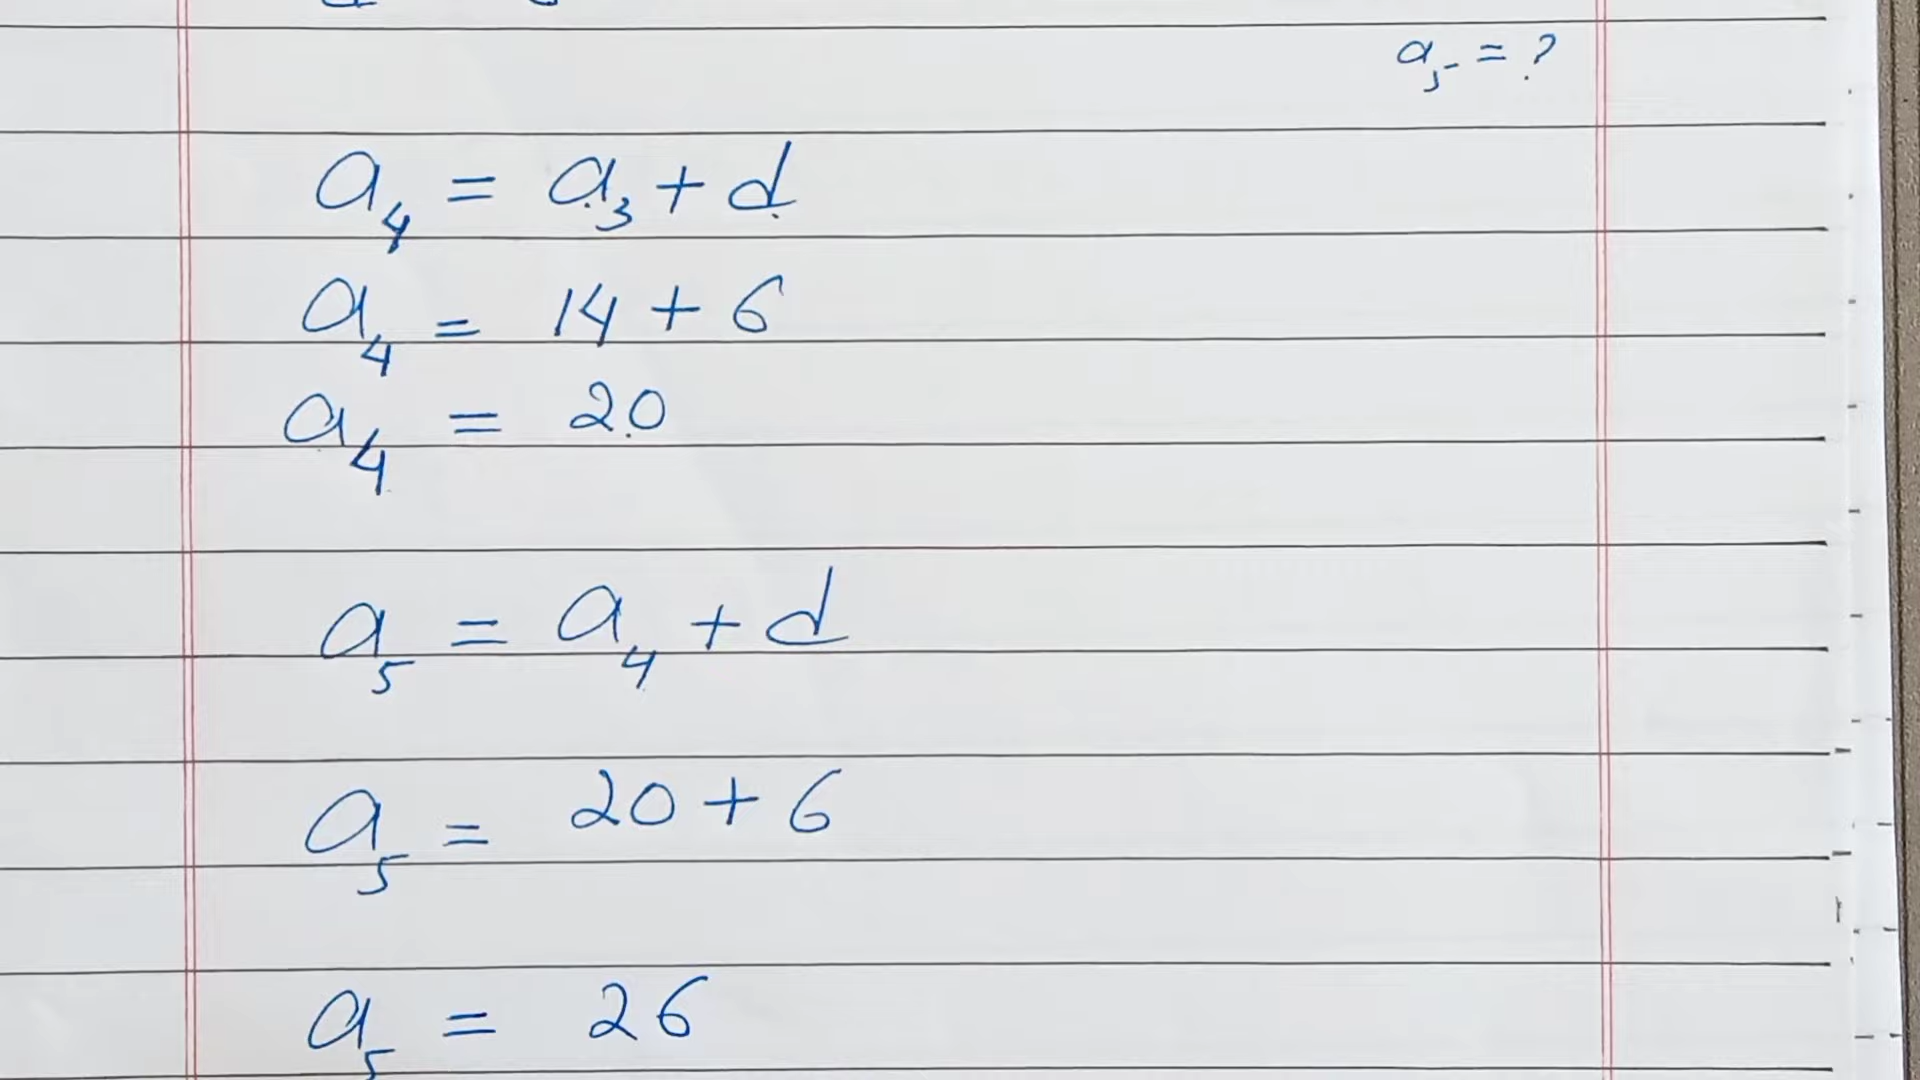 a₅ = ?
a₄ = a₃ + d
a₄ = 14 + 6
a₄ = 20
a₅ = a₄ + d
a₅ = 20 + 6
a₅ = 26